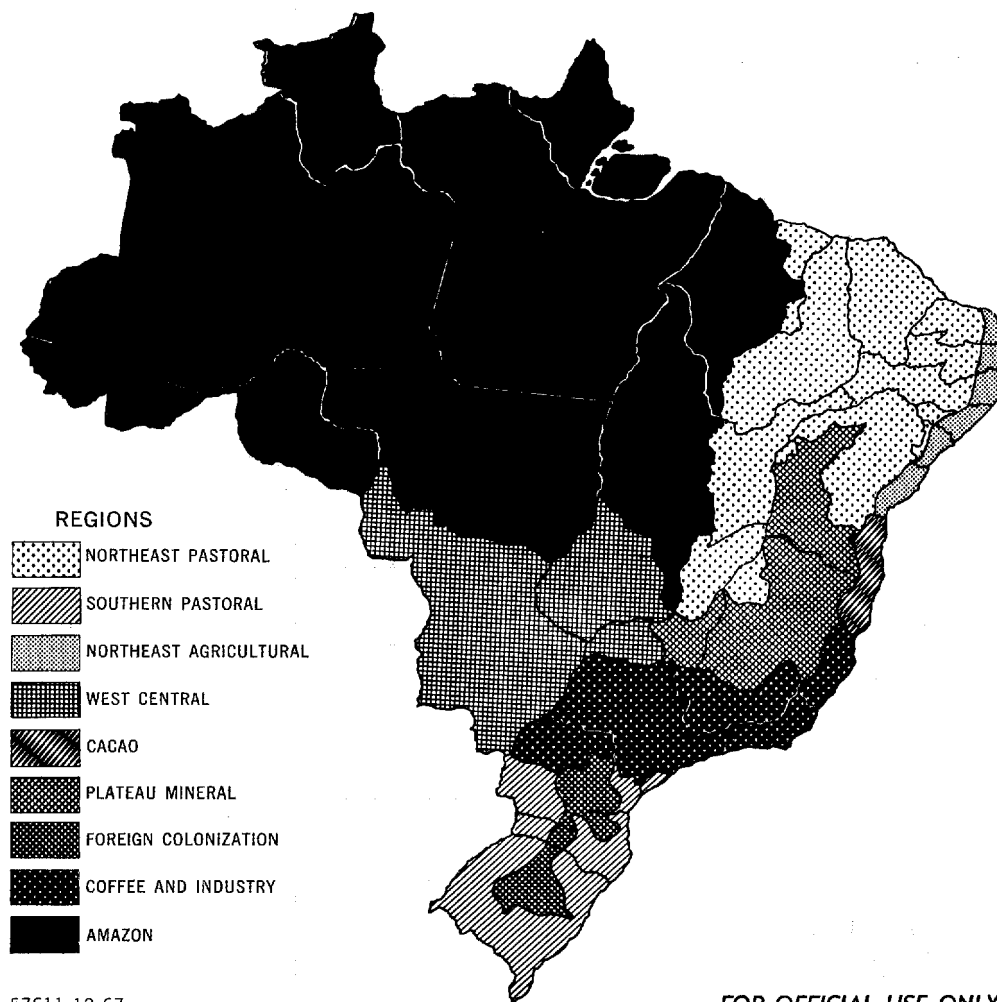 REGIONS
NORTHEAST PASTORAL
SOUTHERN PASTORAL
NORTHEAST AGRICULTURAL
WEST CENTRAL
CACAO
PLATEAU MINERAL
FOREIGN COLONIZATION
COFFEE AND INDUSTRY
AMAZON
FOR OFFICIAL USE ONLY